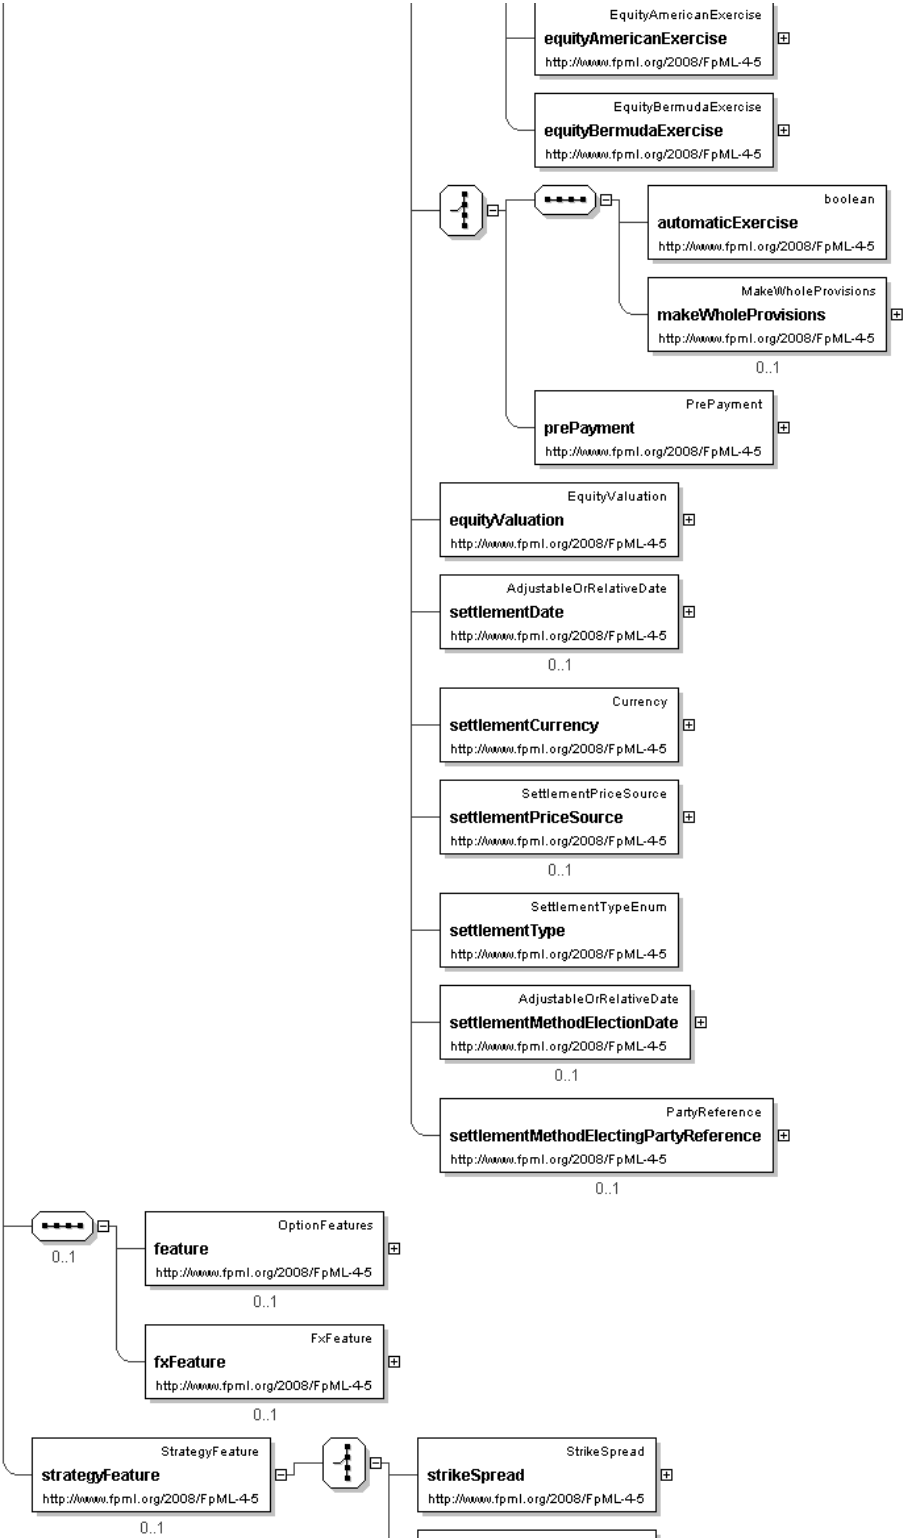 EquityAmericanExercise
equityAmericanExercise
http://www.fpml.org/2008/FpML-4-5
EquityBermudaExercise
equityBermudaExercise
http://www.fpml.org/2008/FpML-4-5
boolean
automaticExercise
http://www.fpml.org/2008/FpML-4-5
MakeWholeProvisions
makeWholeProvisions
http://www.fpml.org/2008/FpML-4-5
0..1
PrePayment
prePayment
http://www.fpml.org/2008/FpML-4-5
EquityValuation
equityValuation
http://www.fpml.org/2008/FpML-4-5
AdjustableOrRelativeDate
settlementDate
http://www.fpml.org/2008/FpML-4-5
0..1
Currency
settlementCurrency
http://www.fpml.org/2008/FpML-4-5
SettlementPriceSource
settlementPriceSource
http://www.fpml.org/2008/FpML-4-5
0..1
SettlementTypeEnum
settlementType
http://www.fpml.org/2008/FpML-4-5
AdjustableOrRelativeDate
settlementMethodElectionDate
http://www.fpml.org/2008/FpML-4-5
0..1
PartyReference
settlementMethodElectingPartyReference
http://www.fpml.org/2008/FpML-4-5
0..1
0..1
OptionFeatures
feature
http://www.fpml.org/2008/FpML-4-5
0..1
FxFeature
fxFeature
http://www.fpml.org/2008/FpML-4-5
0..1
StrategyFeature
strategyFeature
http://www.fpml.org/2008/FpML-4-5
0..1
StrikeSpread
strikeSpread
http://www.fpml.org/2008/FpML-4-5